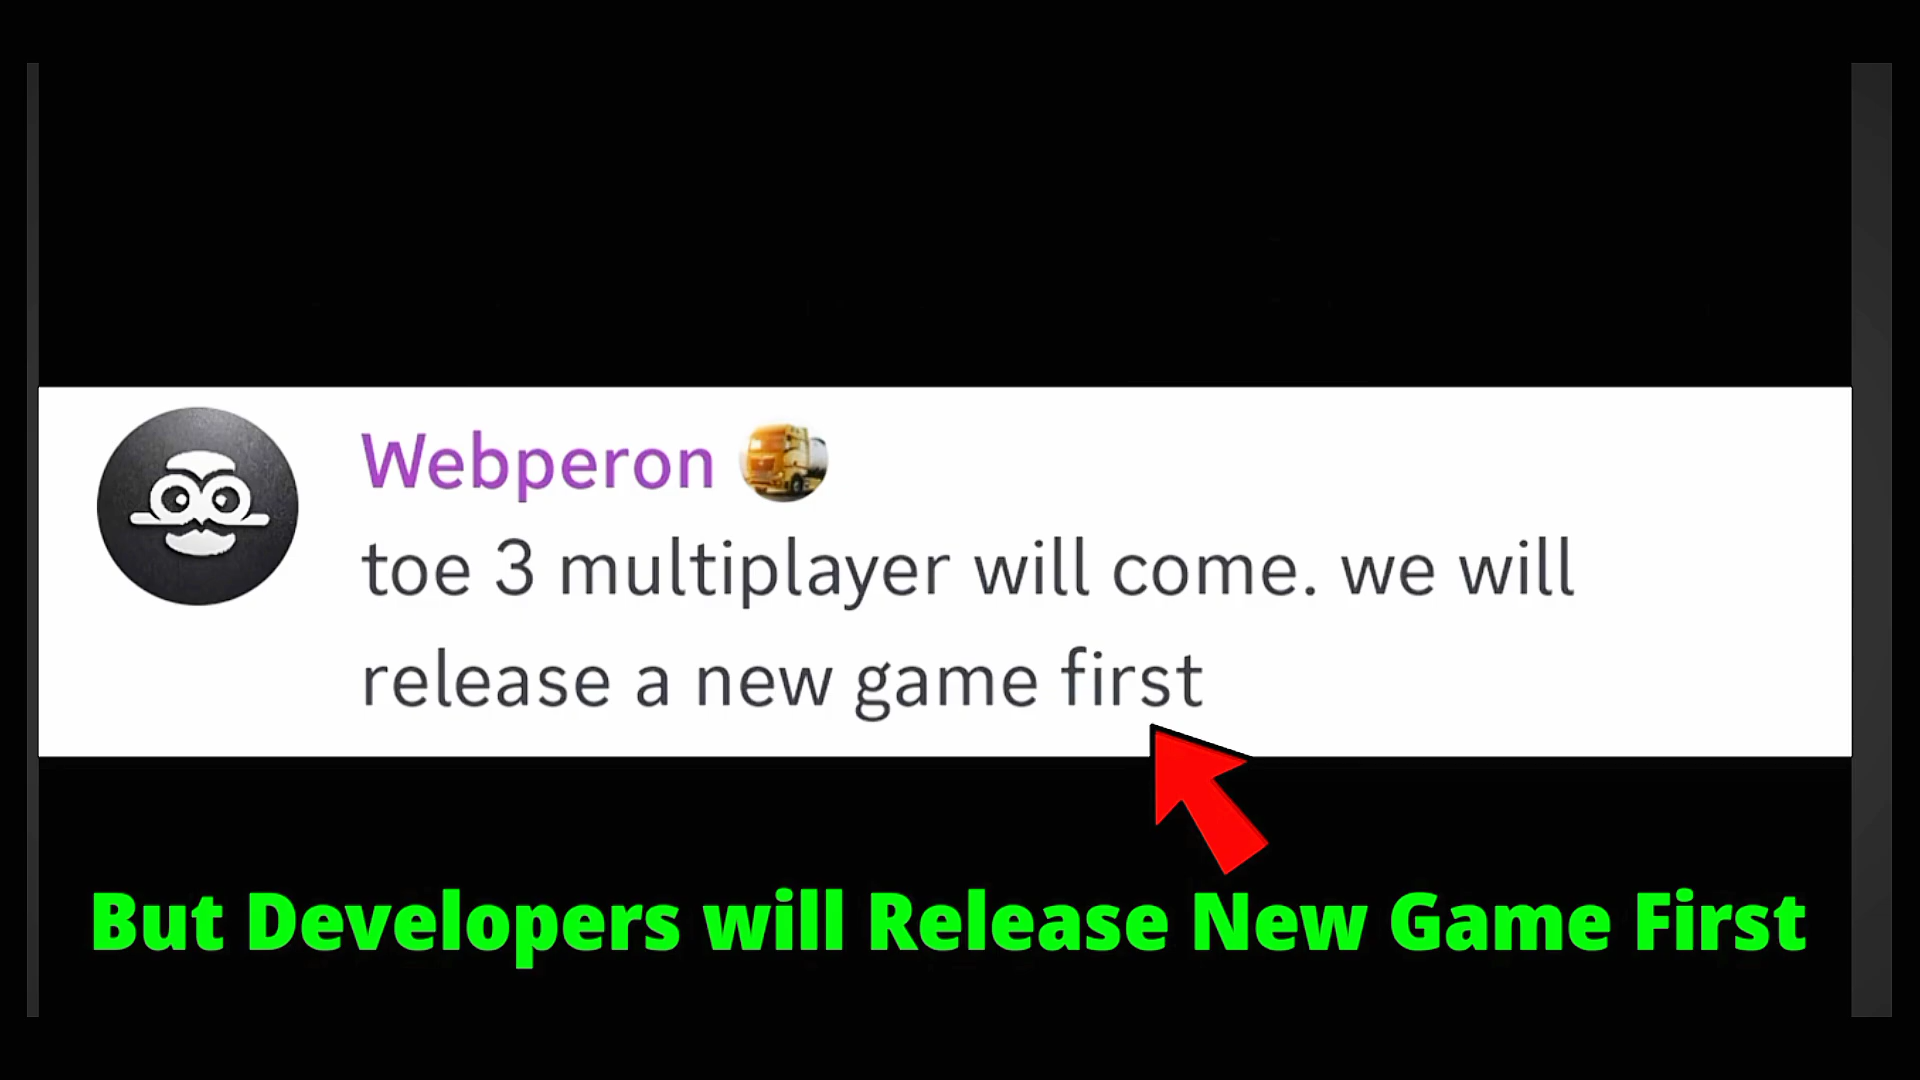 Webperon
toe 3 multiplayer will come. we will
release a new game first
But Developers will Release New Game First